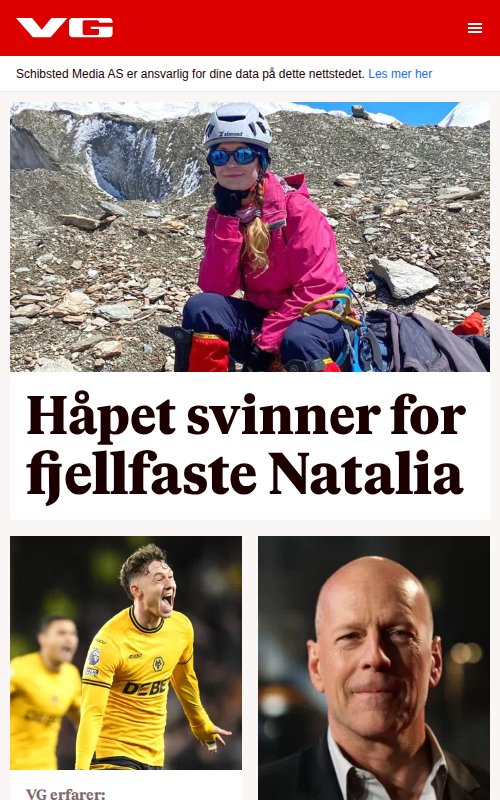 VG
Schibsted Media AS er ansvarlig for dine data på dette nettstedet. Les mer her
simond
Håpet svinner for
fjellfaste Natalia
DEBET
VG erfarer: